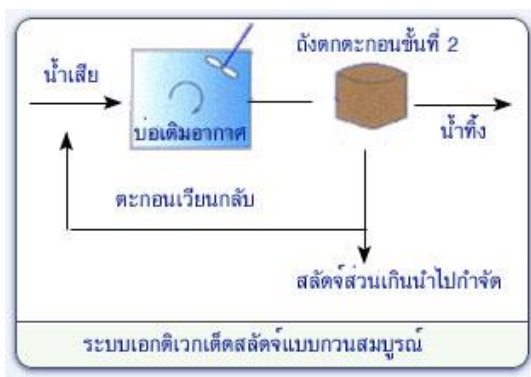 ถังตกตะกอนขั้นที่ 2
น้ำเสีย
บ่อเติมอากาศ
น้ำทิ้ง
ตะกอนเวียนกลับ
สลัดจ์ส่วนเกินนำไปกำจัด
ระบบเอกติเวกเต็ดสลัดจ์แบบกวนสมบูรณ์